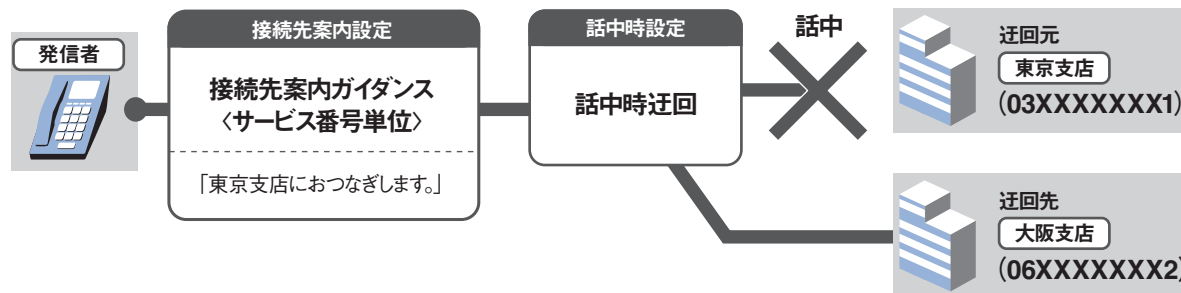 発信者
接続先案内設定
接続先案内ガイダンス
〈サービス番号単位〉
「東京支店におつなぎします。」
話中時設定
話中時迂回
話中
迂回元
東京支店
(03XXXXXXX1)
迂回先
大阪支店
(06XXXXXXX2)